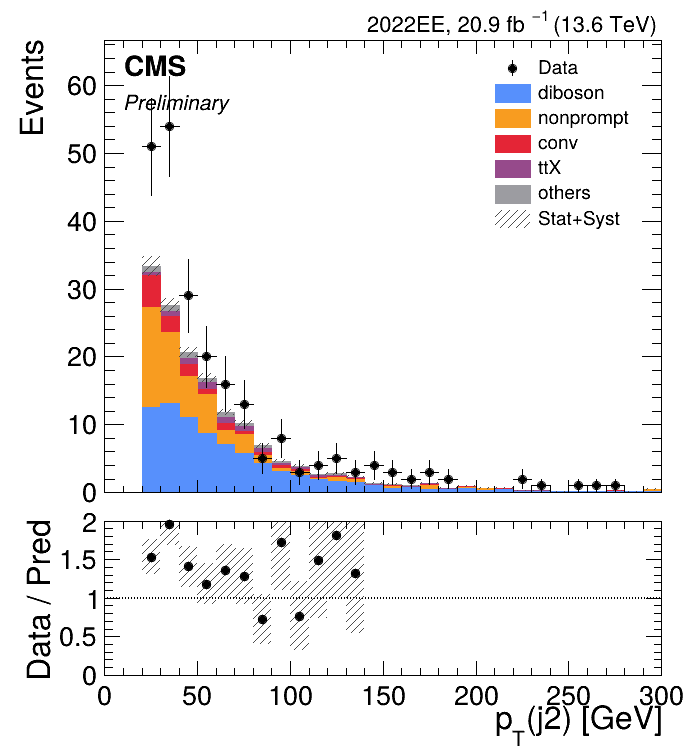 2022EE, 20.9 fb⁻¹ (13.6 TeV)
CMS
Preliminary
Events
60
50
40
30
20
10
0
Data
diboson
nonprompt
conv
ttX
others
Stat+Syst
Data / Pred
2
1.5
1
0.5
0
0 50 100 150 200 250 300
p_T(j2) [GeV]